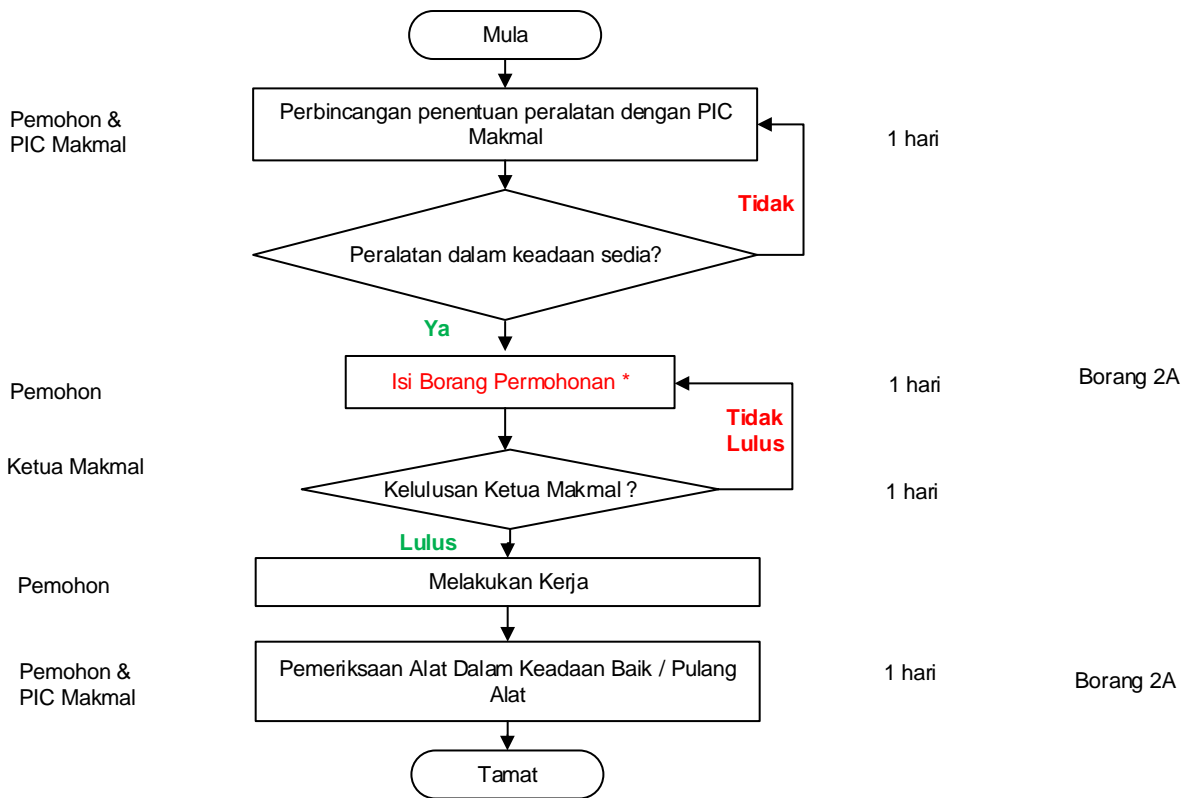 Mula
Pemohon &
PIC Makmal
Perbincangan penentuan peralatan dengan PIC
Makmal
1 hari
Tidak
Peralatan dalam keadaan sedia?
Ya
Pemohon
Isi Borang Permohonan *
1 hari
Borang 2A
Tidak
Lulus
Ketua Makmal
Kelulusan Ketua Makmal ?
1 hari
Lulus
Pemohon
Melakukan Kerja
Pemohon &
PIC Makmal
Pemeriksaan Alat Dalam Keadaan Baik / Pulang
Alat
1 hari
Borang 2A
Tamat